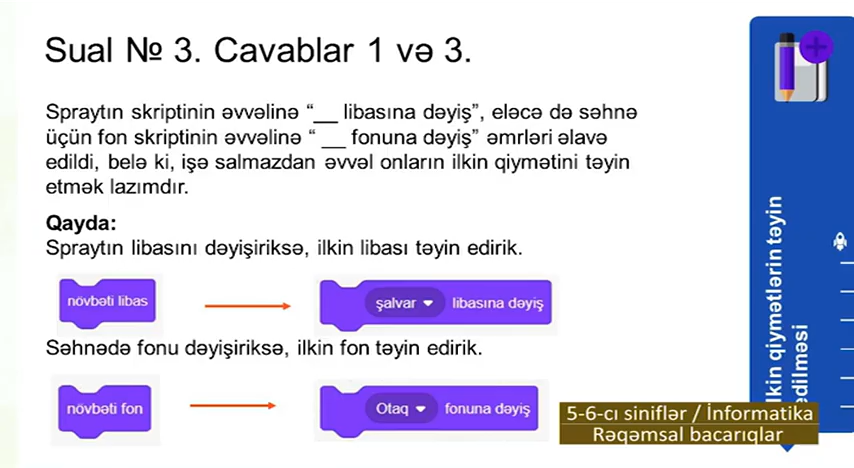 Sual № 3. Cavablar 1 və 3.
Spraytın skriptinin əvvəlinə “__ libasına dəyiş”, eləcə də səhnə
üçün fon skriptinin əvvəlinə “ __ fonuna dəyiş” əmrləri əlavə
edildi, belə ki, işə salmazdan əvvəl onların ilkin qiymətini təyin
etmək lazımdır.
Qayda:
Spraytın libasını dəyişiriksə, ilkin libası təyin edirik.
növbəti libas
şalvar libasına dəyiş
Səhnədə fonu dəyişiriksə, ilkin fon təyin edirik.
növbəti fon
Otaq fonuna dəyiş
lkin qiymətlərin təyin
edilməsi
5-6-cı siniflər / İnformatika
Rəqəmsal bacarıqlar